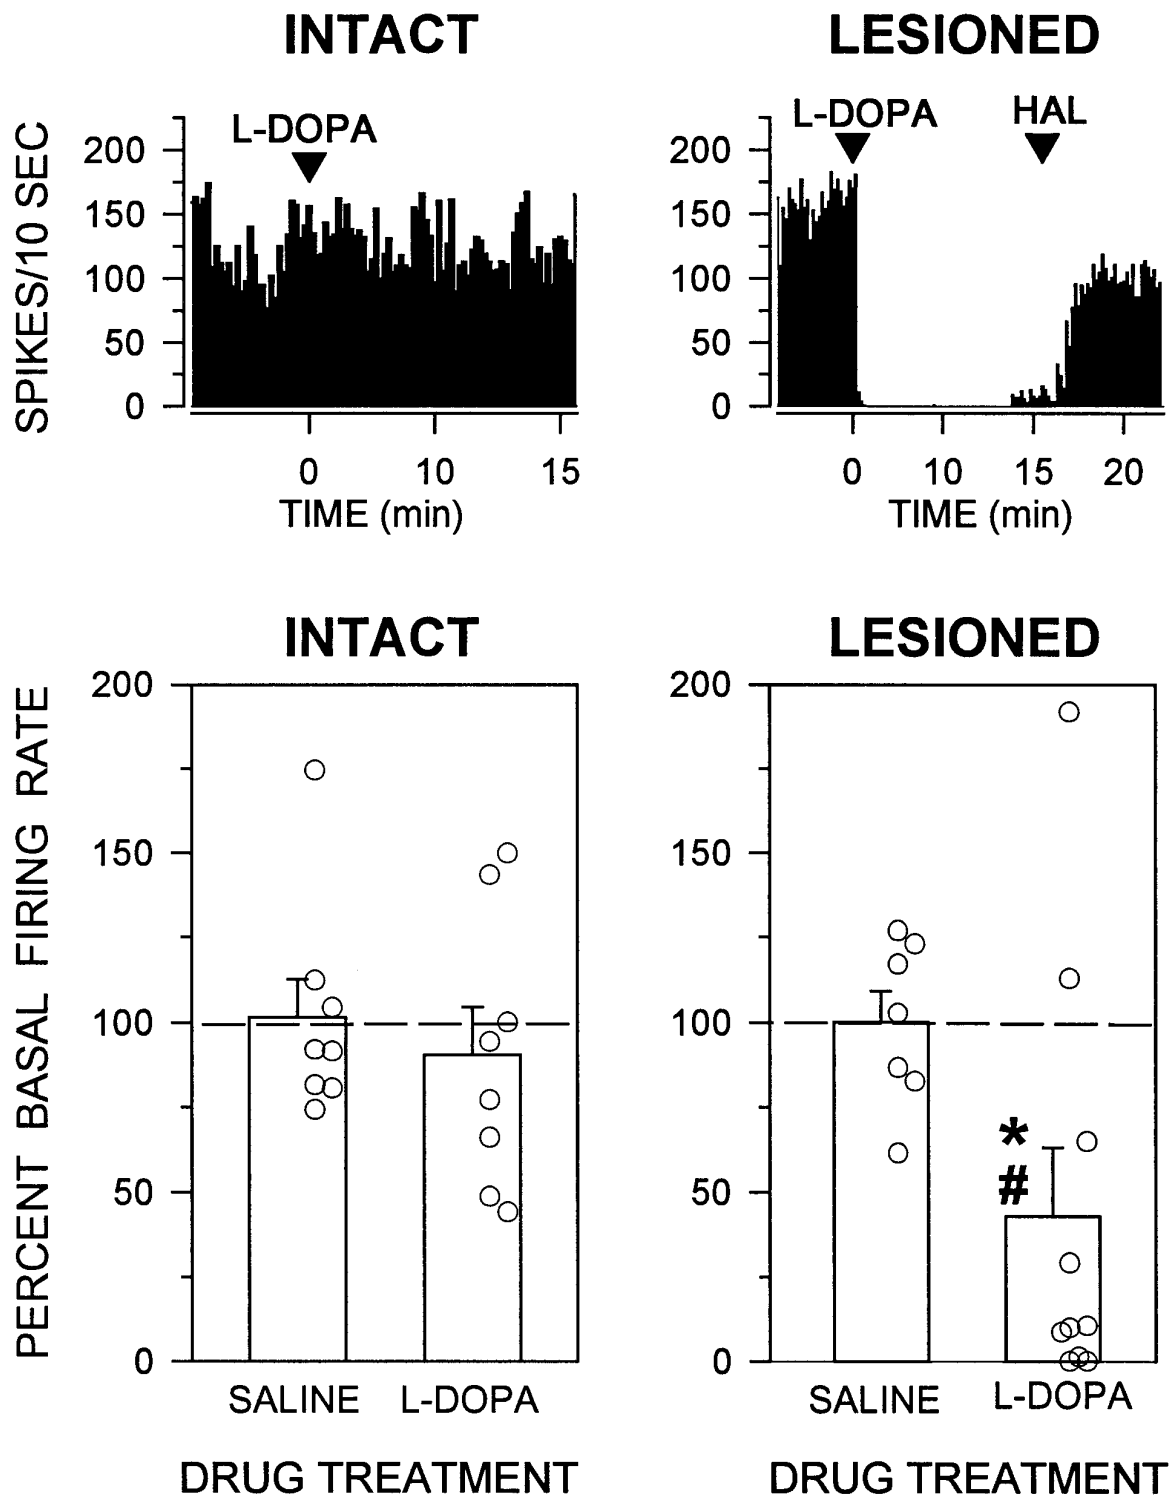 INTACT
LESIONED
L-DOPA
L-DOPA
HAL
SPIKES/10 SEC
200
150
100
50
0
200
150
100
50
0
0
10
15
0
10
15
20
TIME (min)
TIME (min)
INTACT
LESIONED
PERCENT BASAL FIRING RATE
200
150
100
50
0
200
150
100
50
0
*
#
SALINE
L-DOPA
SALINE
L-DOPA
DRUG TREATMENT
DRUG TREATMENT